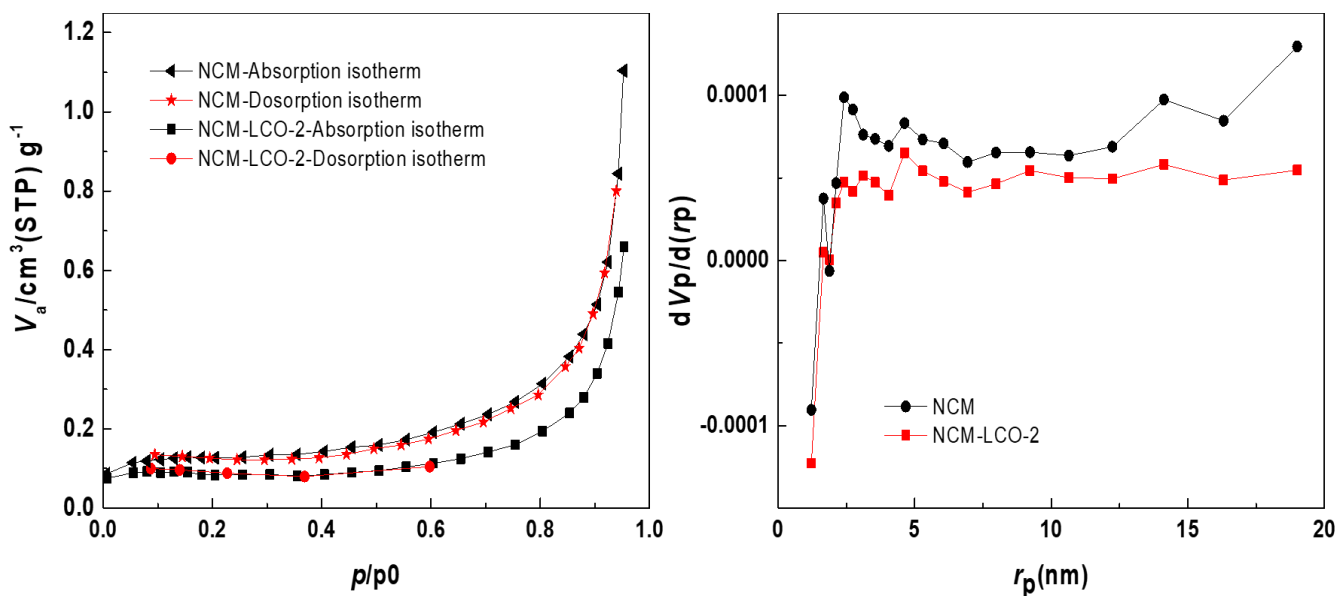 1.2
1.0
0.8
0.6
0.4
0.2
0.0
Va/cm3(STP) g-1
NCM-Absorption isotherm
NCM-Dosorption isotherm
NCM-LCO-2-Absorption isotherm
NCM-LCO-2-Dosorption isotherm
0.0 0.2 0.4 0.6 0.8 1.0
p/p0
0.0001
0.0000
-0.0001
dVp/d(rp)
NCM
NCM-LCO-2
0 5 10 15 20
rp(nm)